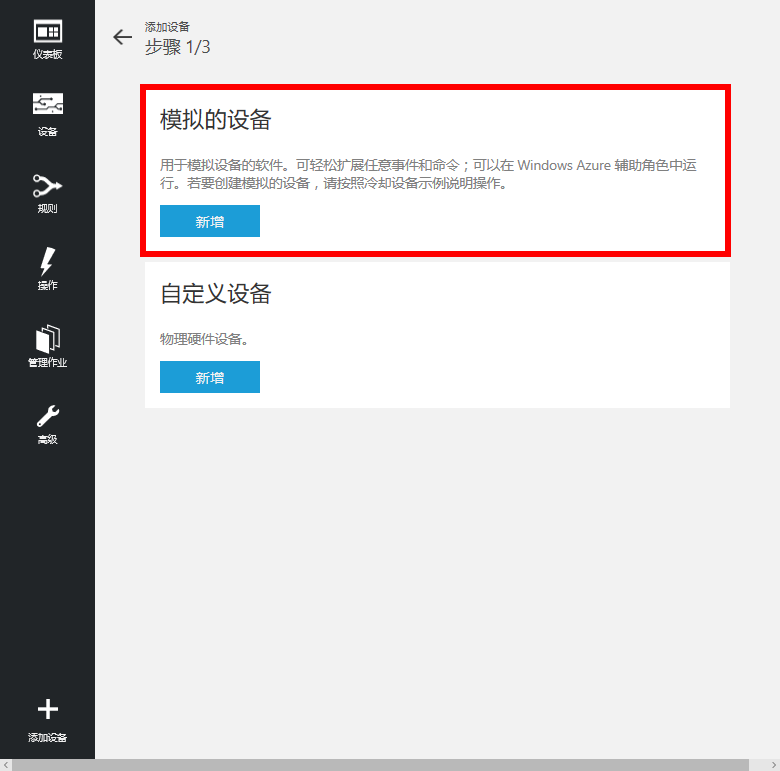 仪表板
设备
规则
操作
管理作业
高级
添加设备
添加设备
步骤 1/3
模拟的设备
用于模拟设备的软件。可轻松扩展任意事件和命令；可以在 Windows Azure 辅助角色中运
行。若要创建模拟的设备，请按照冷却设备示例说明操作。
新增
自定义设备
物理硬件设备。
新增